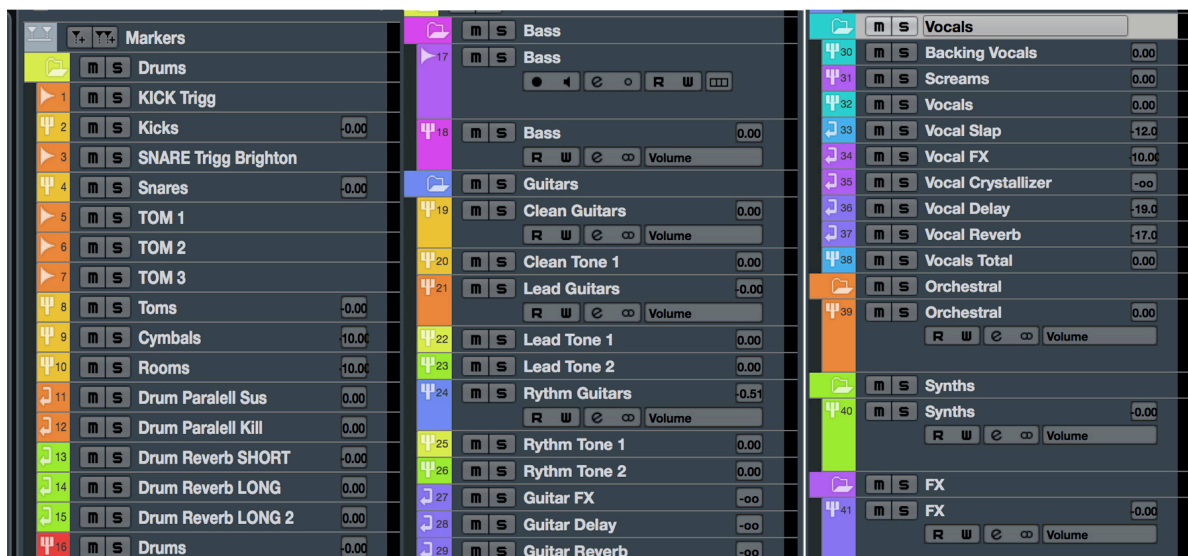 Markers
m S Drums
1 m S KICK Trigg
2 m S Kicks -0.00
3 m S SNARE Trigg Brighton
4 m S Snares -0.00
5 m S TOM 1
6 m S TOM 2
7 m S TOM 3
8 m S Toms -0.00
9 m S Cymbals -10.00
10 m S Rooms -10.00
11 m S Drum Paralell Sus 0.00
12 m S Drum Paralell Kill 0.00
13 m S Drum Reverb SHORT -0.00
14 m S Drum Reverb LONG 0.00
15 m S Drum Reverb LONG 2 0.00
16 m S Drums -0.00
m S Bass
17 m S Bass
e R W
18 m S Bass 0.00
R W e Volume
m S Guitars
19 m S Clean Guitars 0.00
R W e Volume
20 m S Clean Tone 1 0.00
21 m S Lead Guitars -0.00
R W e Volume
22 m S Lead Tone 1 0.00
23 m S Lead Tone 2 0.00
24 m S Rythm Guitars -0.51
R W e Volume
25 m S Rythm Tone 1 0.00
26 m S Rythm Tone 2 0.00
27 m S Guitar FX -oo
28 m S Guitar Delay -oo
29 m S Guitar Reverb -oo
m S Vocals
30 m S Backing Vocals 0.00
31 m S Screams 0.00
32 m S Vocals 0.00
33 m S Vocal Slap -12.0
34 m S Vocal FX -10.00
35 m S Vocal Crystallizer -oo
36 m S Vocal Delay -19.0
37 m S Vocal Reverb -17.0
38 m S Vocals Total 0.00
m S Orchestral
39 m S Orchestral 0.00
R W e Volume
m S Synths
40 m S Synths -0.00
R W e Volume
m S FX
41 m S FX -0.00
R W e Volume